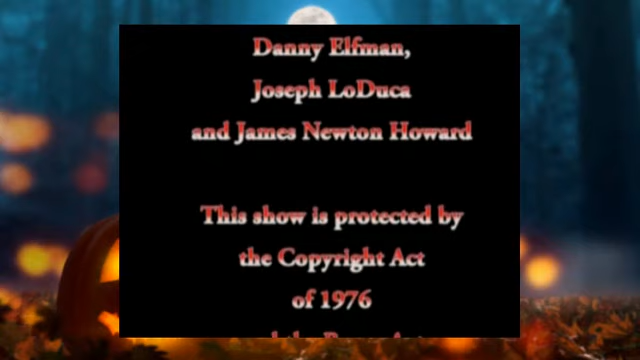 Danny Elfman,
Joseph LoDuca
and James Newton Howard
This show is protected by
the Copyright Act
of 1976